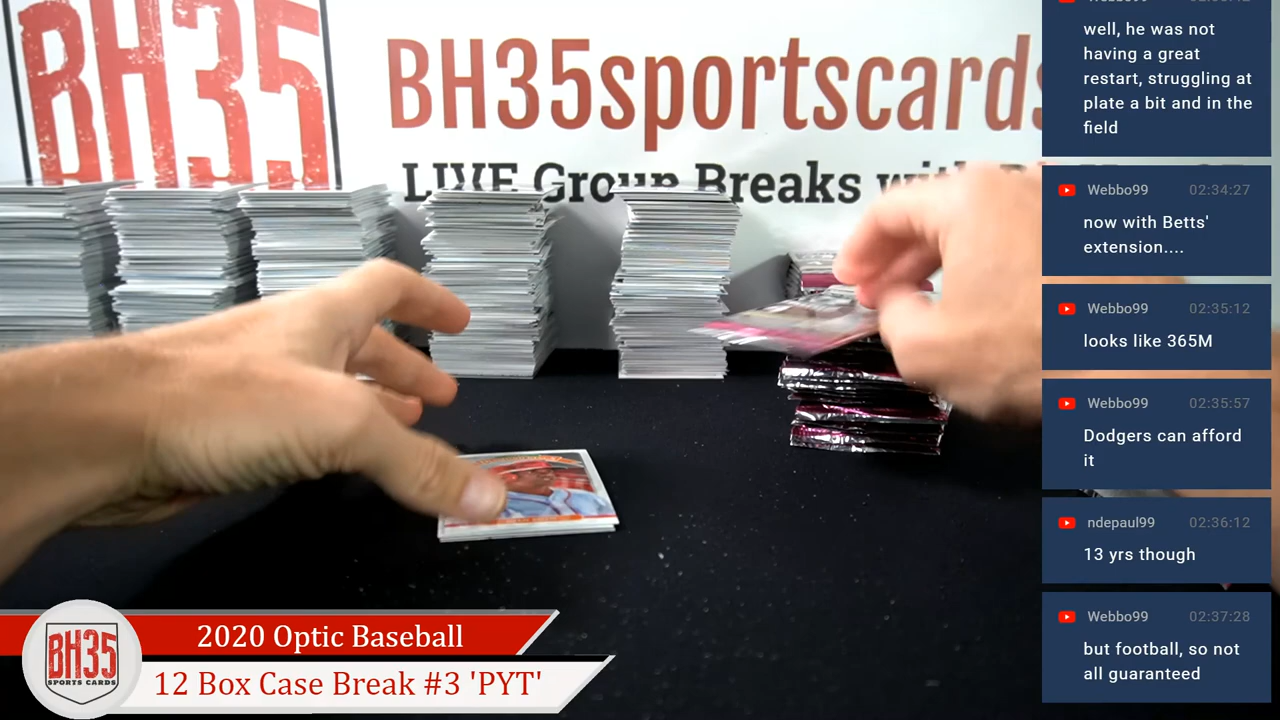 BH35
BH35sportscards
LIVE Group Breaks with
well, he was not
having a great
restart, struggling at
plate a bit and in the
field
Webbo99 02:34:27
now with Betts'
extension....
Webbo99 02:35:12
looks like 365M
Webbo99 02:35:57
Dodgers can afford
it
ndepaul99 02:36:12
13 yrs though
Webbo99 02:37:28
but football, so not
all guaranteed
BH35
SPORTS CARDS
2020 Optic Baseball
12 Box Case Break #3 'PYT'